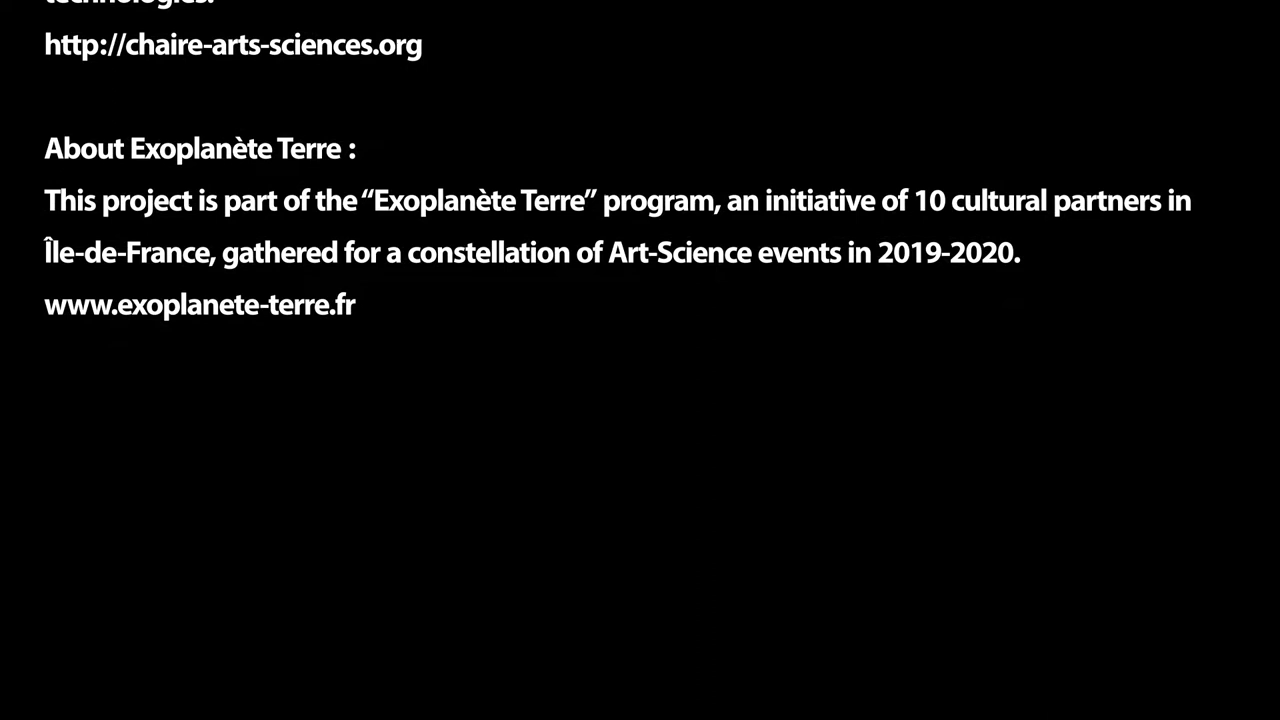 technologies.
http://chaire-arts-sciences.org
About Exoplanète Terre :
This project is part of the “Exoplanète Terre” program, an initiative of 10 cultural partners in
Île-de-France, gathered for a constellation of Art-Science events in 2019-2020.
www.exoplanete-terre.fr